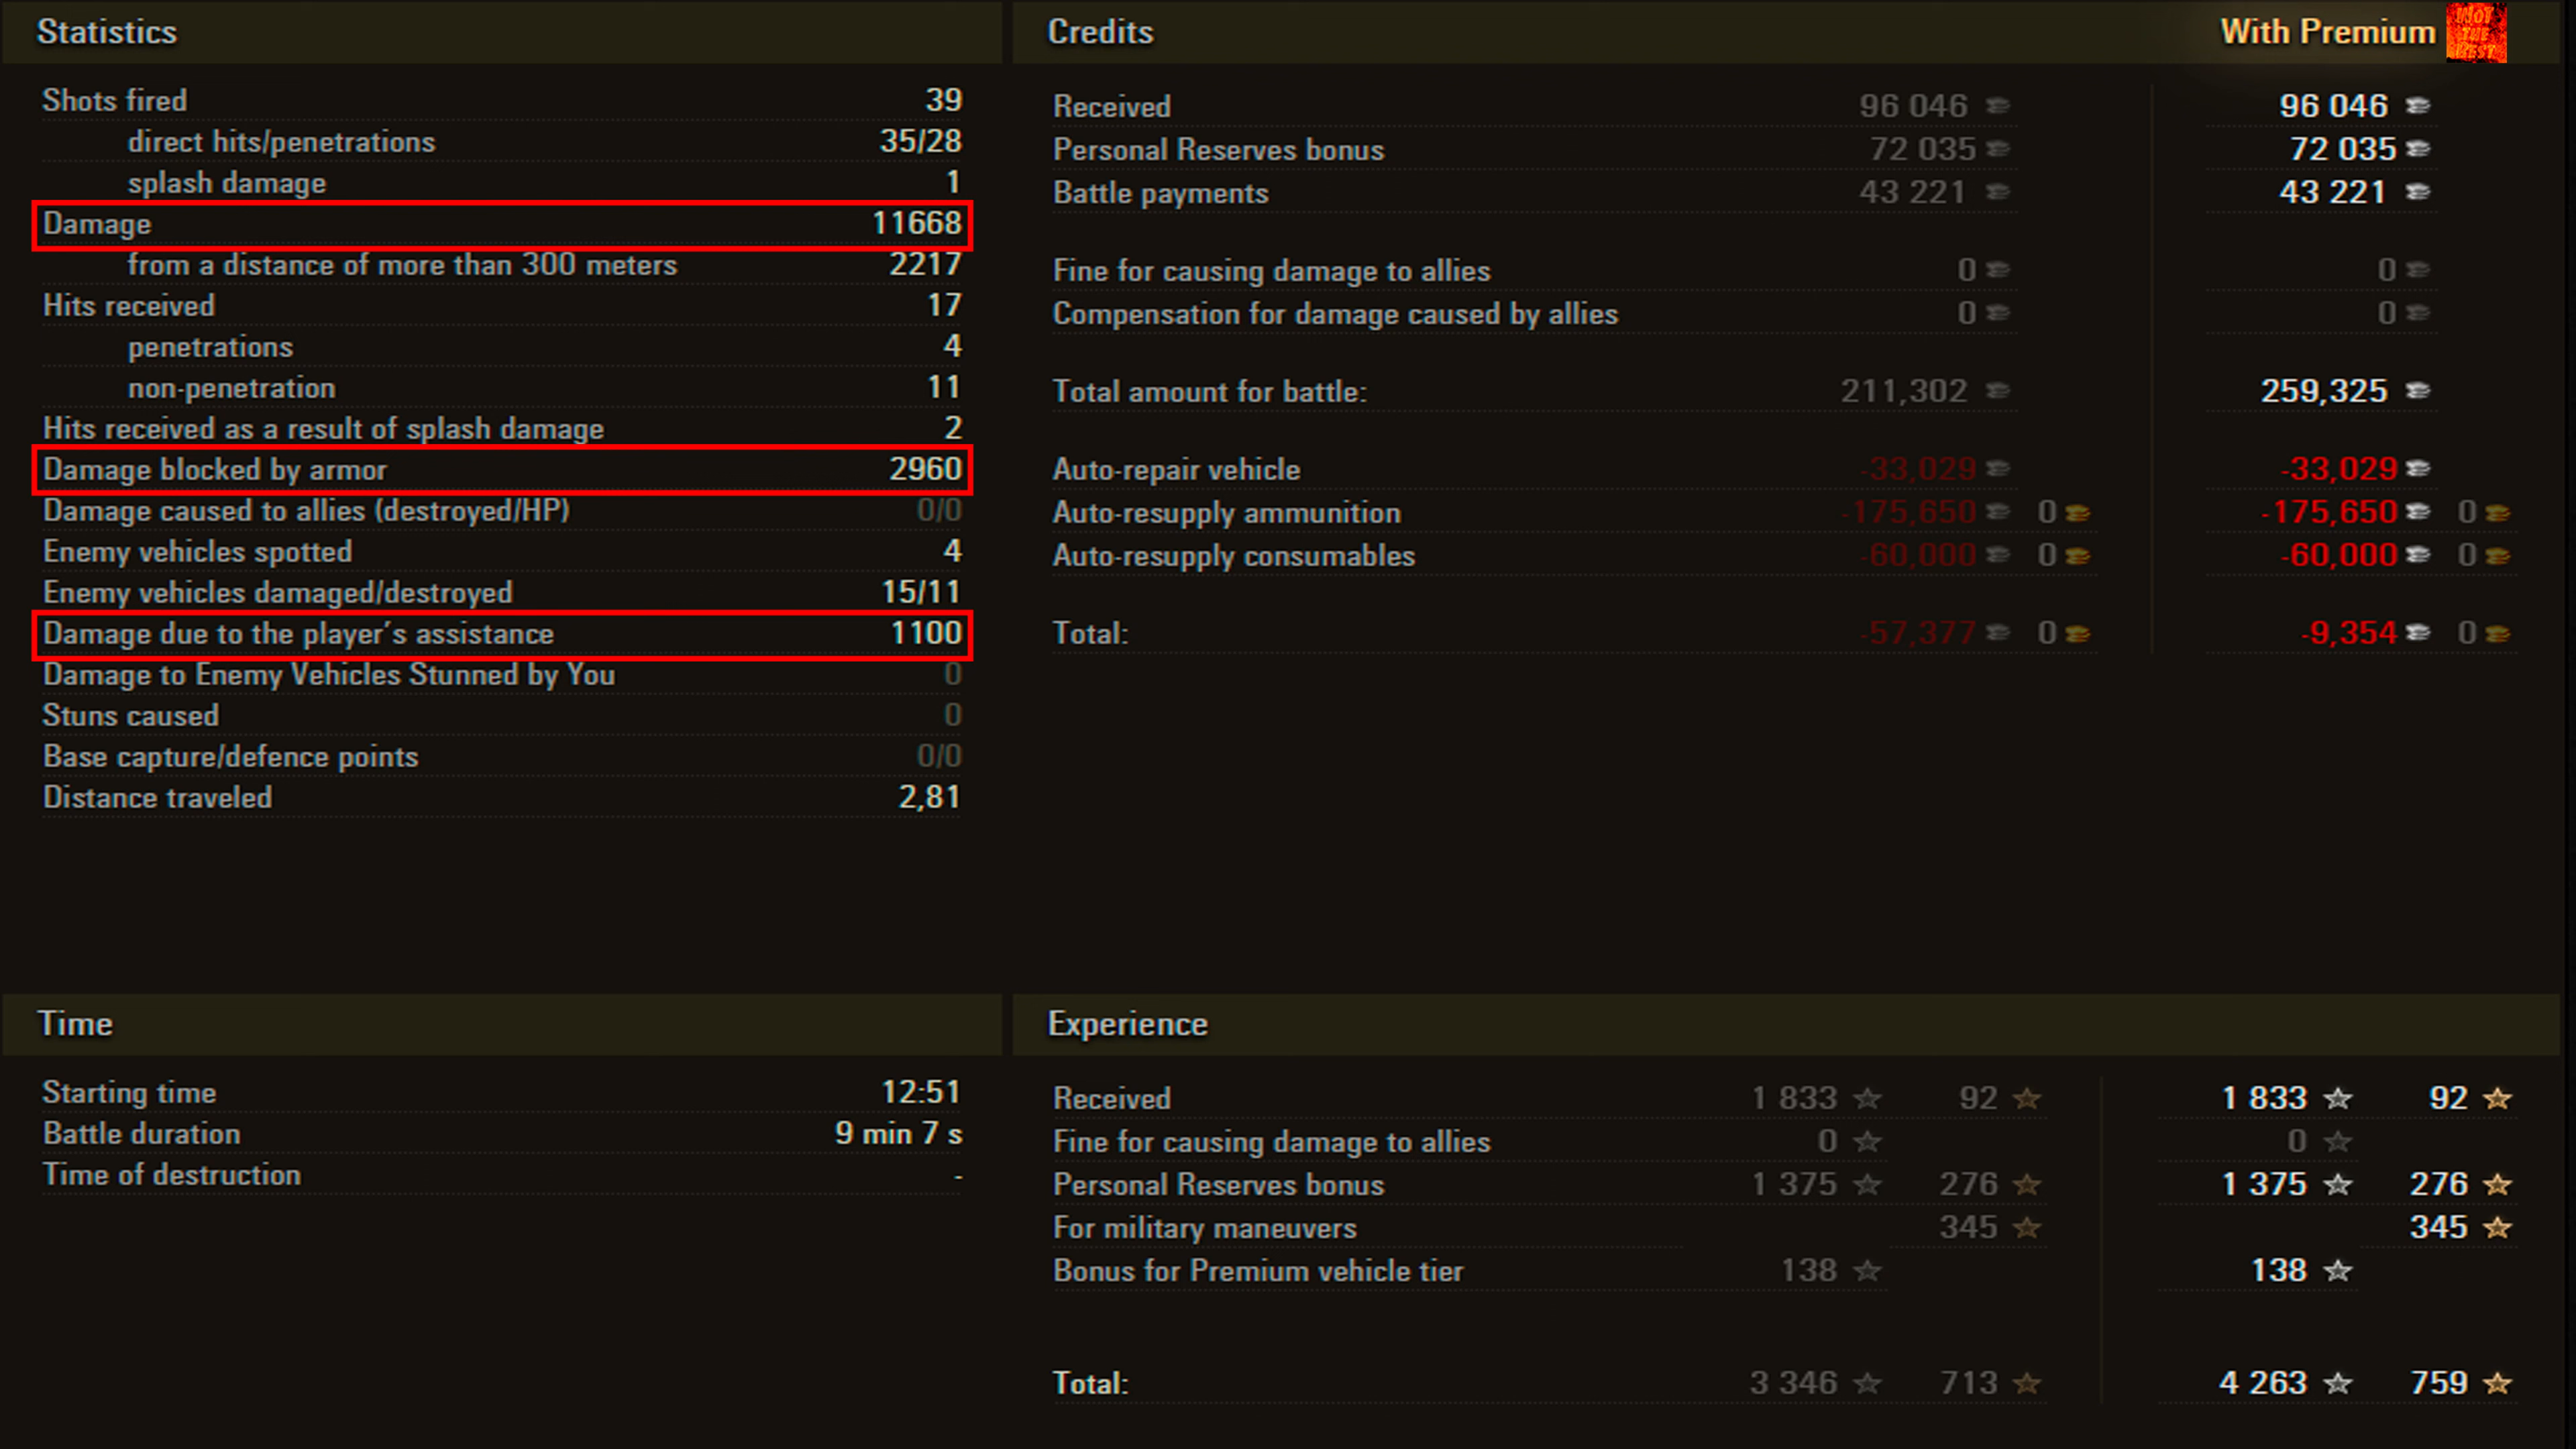 Statistics
Shots fired 39
direct hits/penetrations 35/28
splash damage 1
Damage 11668
from a distance of more than 300 meters 2217
Hits received 17
penetrations 4
non-penetration 11
Hits received as a result of splash damage 2
Damage blocked by armor 2960
Damage caused to allies (destroyed/HP) 0/0
Enemy vehicles spotted 4
Enemy vehicles damaged/destroyed 15/11
Damage due to the player's assistance 1100
Damage to Enemy Vehicles Stunned by You 0
Stuns caused 0
Base capture/defence points 0/0
Distance traveled 2,81
Credits With Premium
WOT THE BEST
Received 96 046 96 046
Personal Reserves bonus 72 035 72 035
Battle payments 43 221 43 221
Fine for causing damage to allies 0 0
Compensation for damage caused by allies 0 0
Total amount for battle: 211,302 259,325
Auto-repair vehicle -33,029 -33,029
Auto-resupply ammunition -175,650 0 -175,650 0
Auto-resupply consumables -60,000 0 -60,000 0
Total: -57,377 0 -9,354 0
Time
Starting time 12:51
Battle duration 9 min 7 s
Time of destruction -
Experience
Received 1 833 92 1 833 92
Fine for causing damage to allies 0 0
Personal Reserves bonus 1 375 276 1 375 276
For military maneuvers 345 345
Bonus for Premium vehicle tier 138 138
Total: 3 346 713 4 263 759